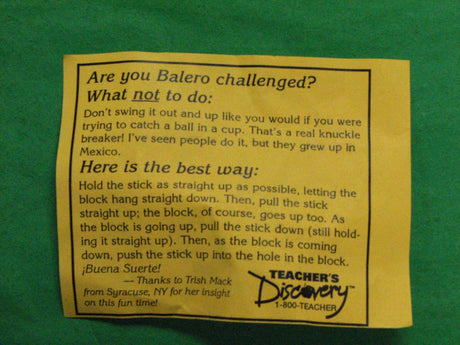 Are you Balero challenged?
What not to do:
Don't swing it out and up like you would if you were
trying to catch a ball in a cup. That's a real knuckle
breaker! I've seen people do it, but they grew up in
Mexico.
Here is the best way:
Hold the stick as straight up as possible, letting the
block hang straight down. Then, pull the stick
straight up; the block, of course, goes up too. As
the block is going up, pull the stick down (still hold-
ing it straight up). Then, as the block is coming
down, push the stick up into the hole in the block.
¡Buena Suerte!
— Thanks to Trish Mack
from Syracuse, NY for her insight
on this fun time!
TEACHER'S
Discovery™
1-800-TEACHER